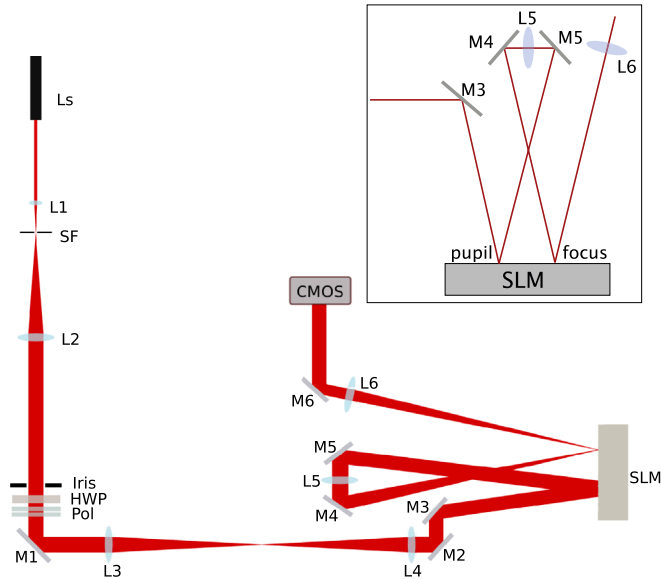 L5
M4
M5
L6
M3
pupil
focus
SLM
Ls
L1
SF
L2
CMOS
L6
M6
M5
L5
M4
M3
SLM
Iris
HWP
Pol
M1
L3
L4
M2